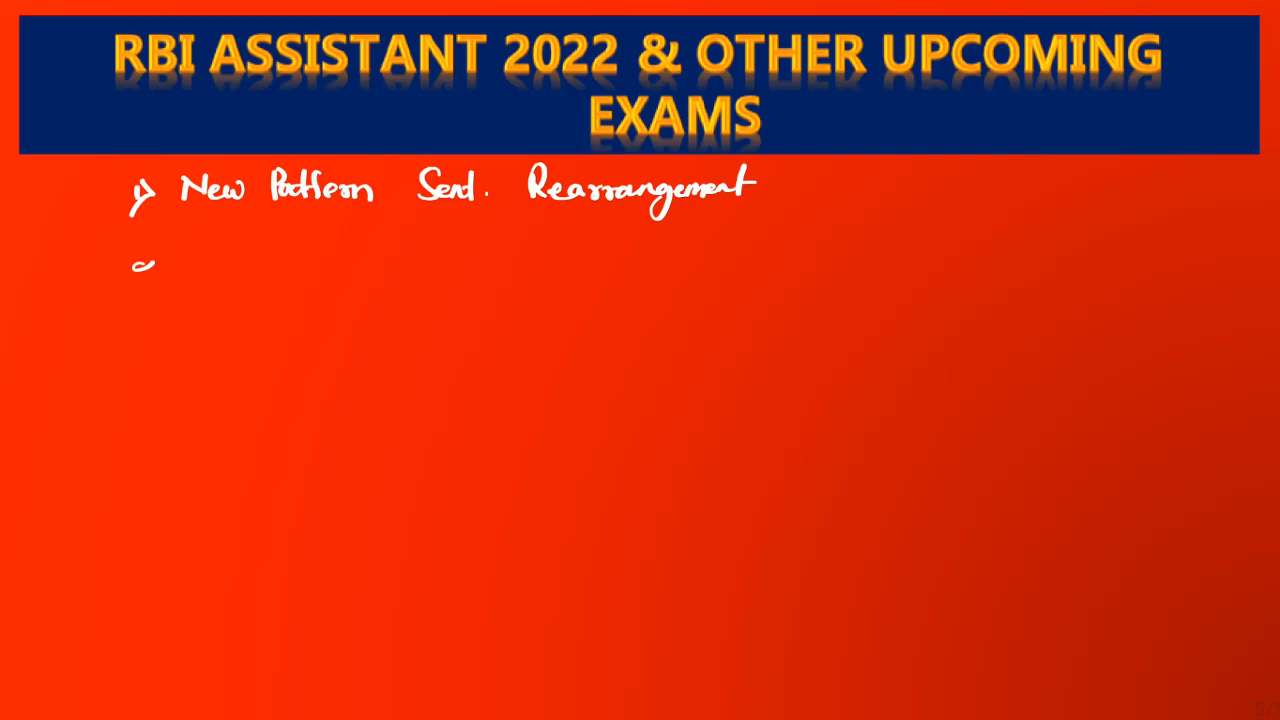 RBI ASSISTANT 2022 & OTHER UPCOMING
EXAMS
New Pattern Sent. Rearrangement